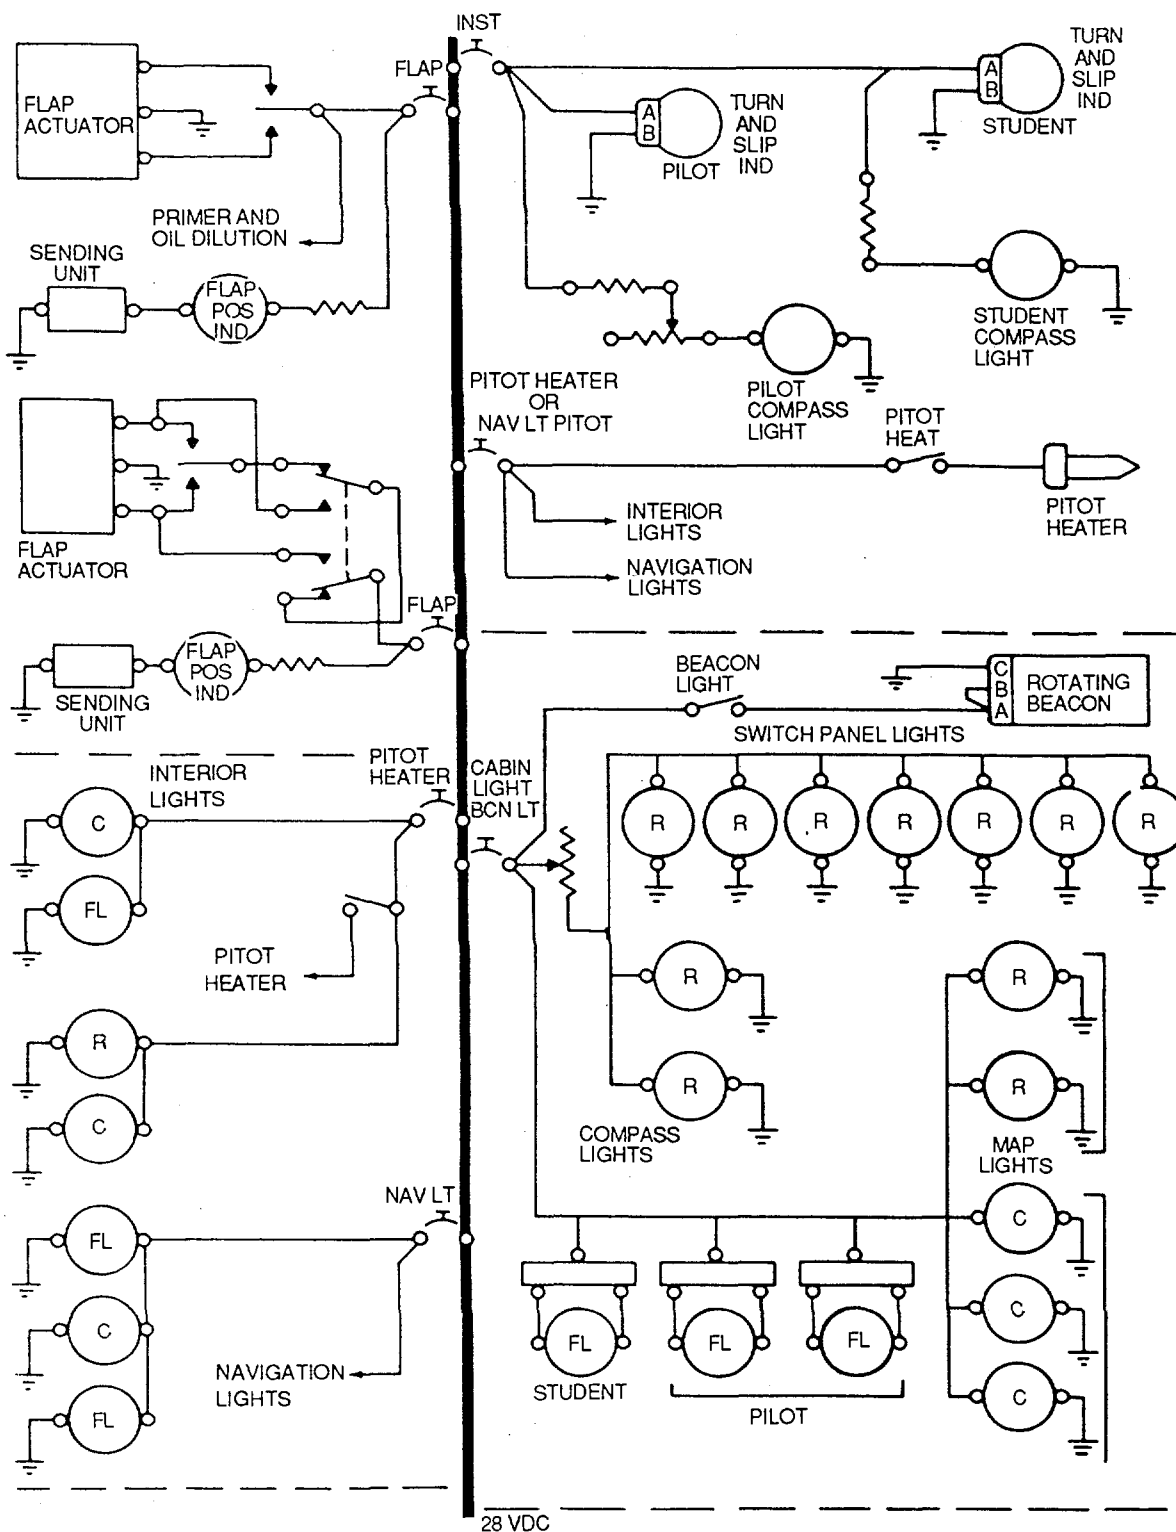 INST
FLAP
FLAP
ACTUATOR
A
B
TURN
AND
SLIP
IND
PILOT
A
B
TURN
AND
SLIP
IND
STUDENT
PRIMER AND
OIL DILUTION
SENDING
UNIT
FLAP
POS
IND
STUDENT
COMPASS
LIGHT
PILOT
COMPASS
LIGHT
PITOT HEATER
OR
NAV LT PITOT
PITOT
HEAT
PITOT
HEATER
INTERIOR
LIGHTS
NAVIGATION
LIGHTS
FLAP
ACTUATOR
FLAP
FLAP
POS
IND
SENDING
UNIT
BEACON
LIGHT
C
B
A
ROTATING
BEACON
SWITCH PANEL LIGHTS
INTERIOR
LIGHTS
PITOT
HEATER
CABIN
LIGHT
BCN LT
C
FL
PITOT
HEATER
R
C
R
R
R
R
R
R
R
R
R
COMPASS
LIGHTS
R
R
MAP
LIGHTS
C
C
C
NAV LT
FL
C
FL
NAVIGATION
LIGHTS
FL
FL
FL
STUDENT
PILOT
28 VDC